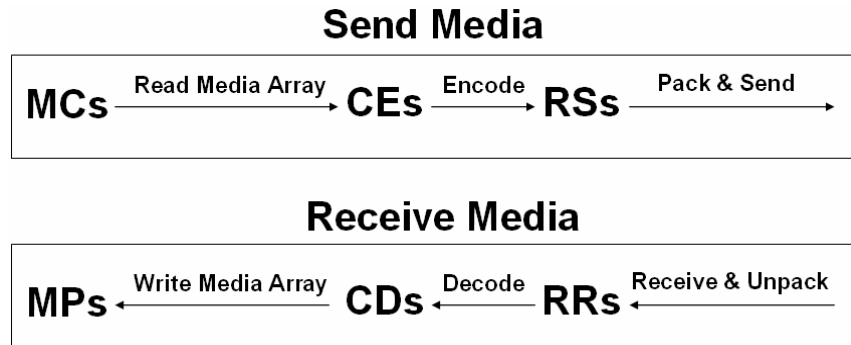 Send Media
MCs Read Media Array CEs Encode RSs Pack & Send
Receive Media
MPs Write Media Array CDs Decode RRs Receive & Unpack